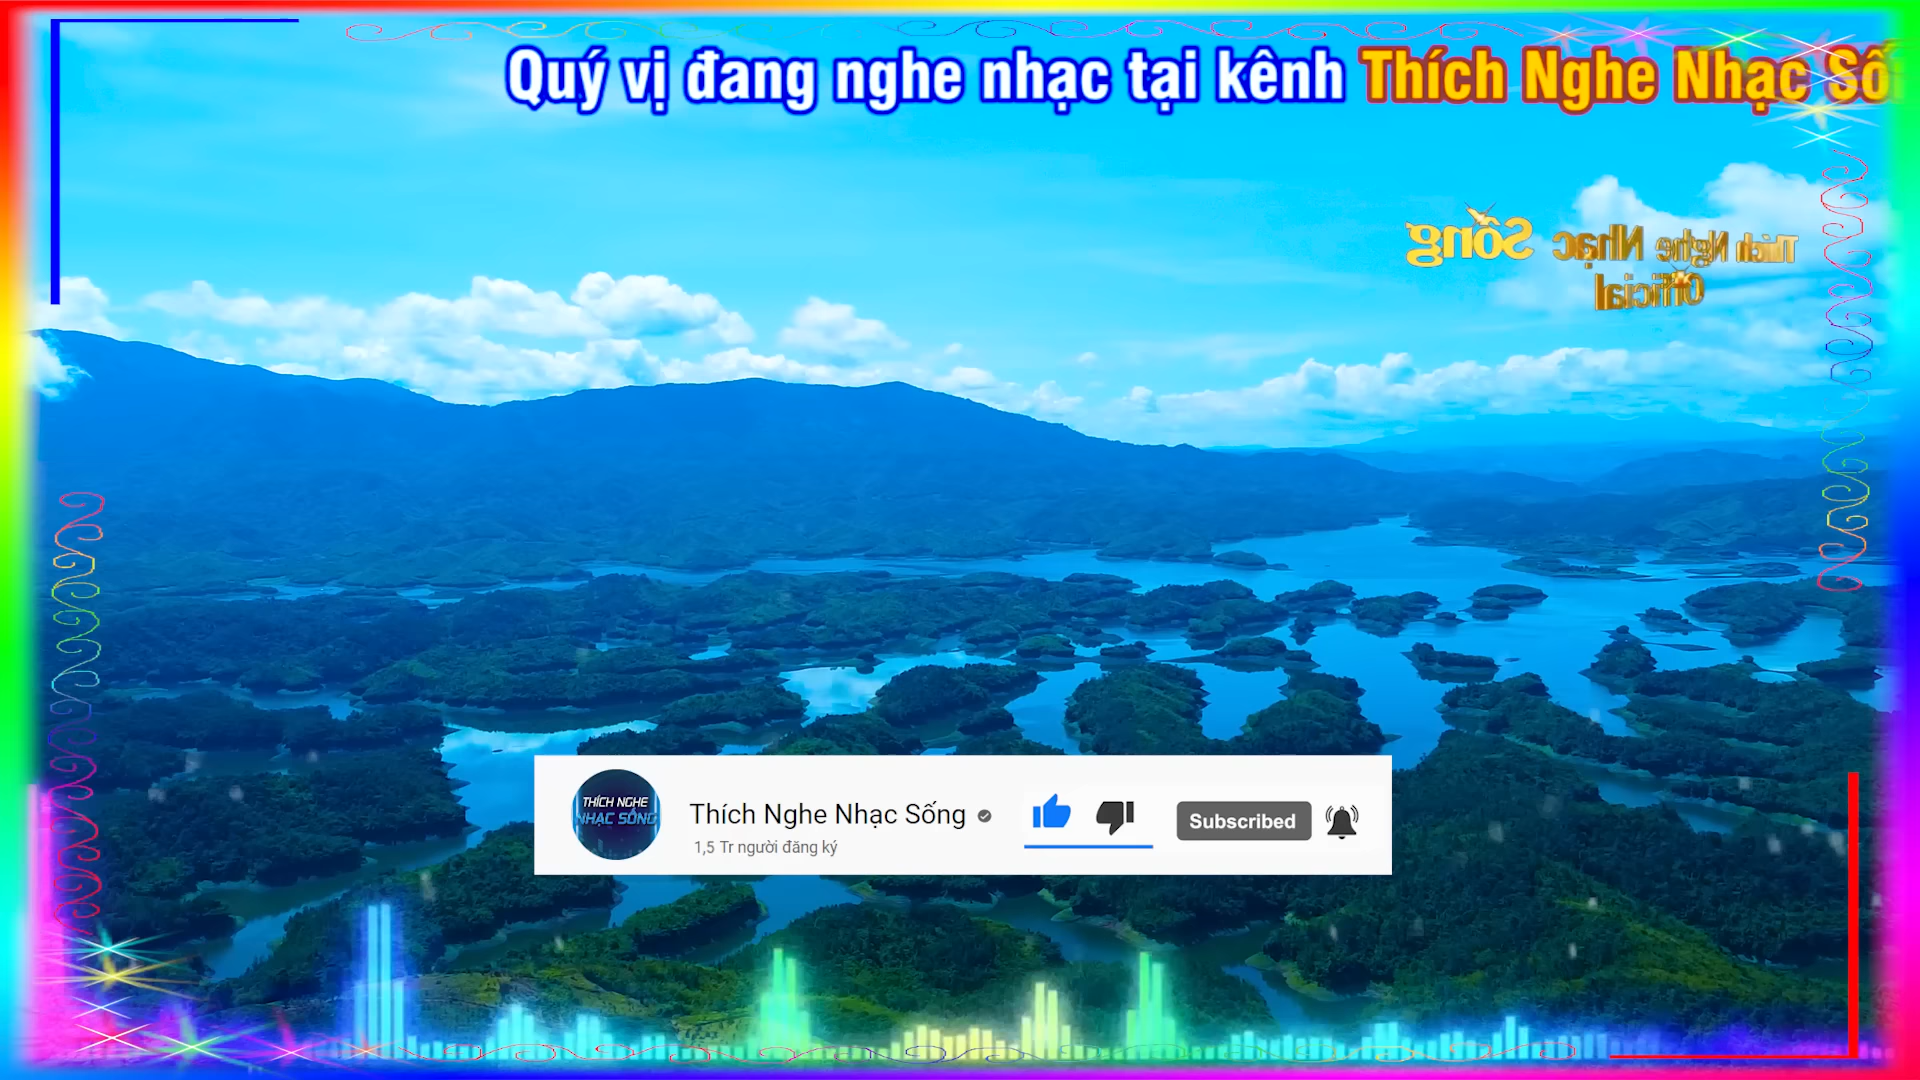 Quý vị đang nghe nhạc tại kênh Thích Nghe Nhạc Số
Thích Nghe Nhạc Sống
Official
THÍCH NGHE
NHẠC SỐNG
Thích Nghe Nhạc Sống
1,5 Tr người đăng ký
Subscribed